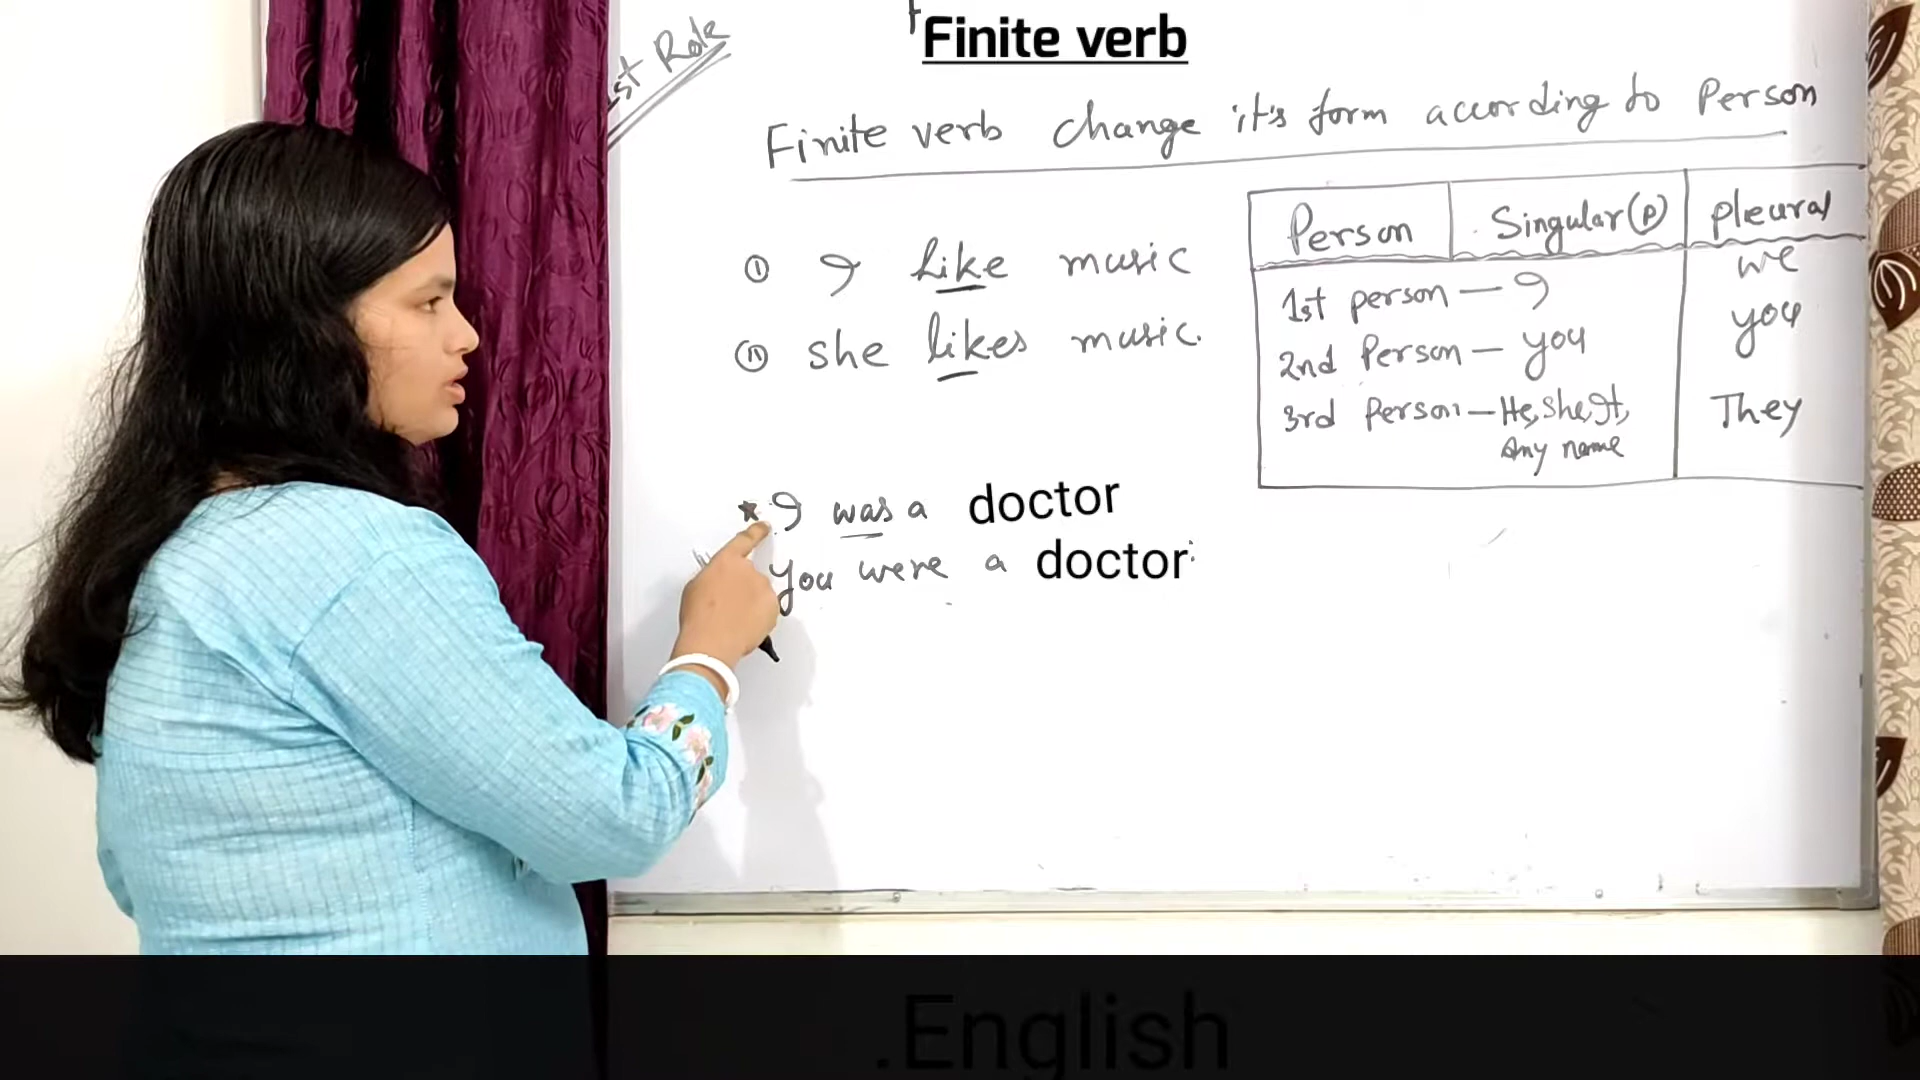 Finite verb
st Role
Finite verb change it's form according to Person
① I like music
② she likes music.
Person Singular(P) pleural
1st person — I we
2nd Person — you you
3rd Person — He, She, It, They
Any name
★ I was a doctor
You were a doctor
.English